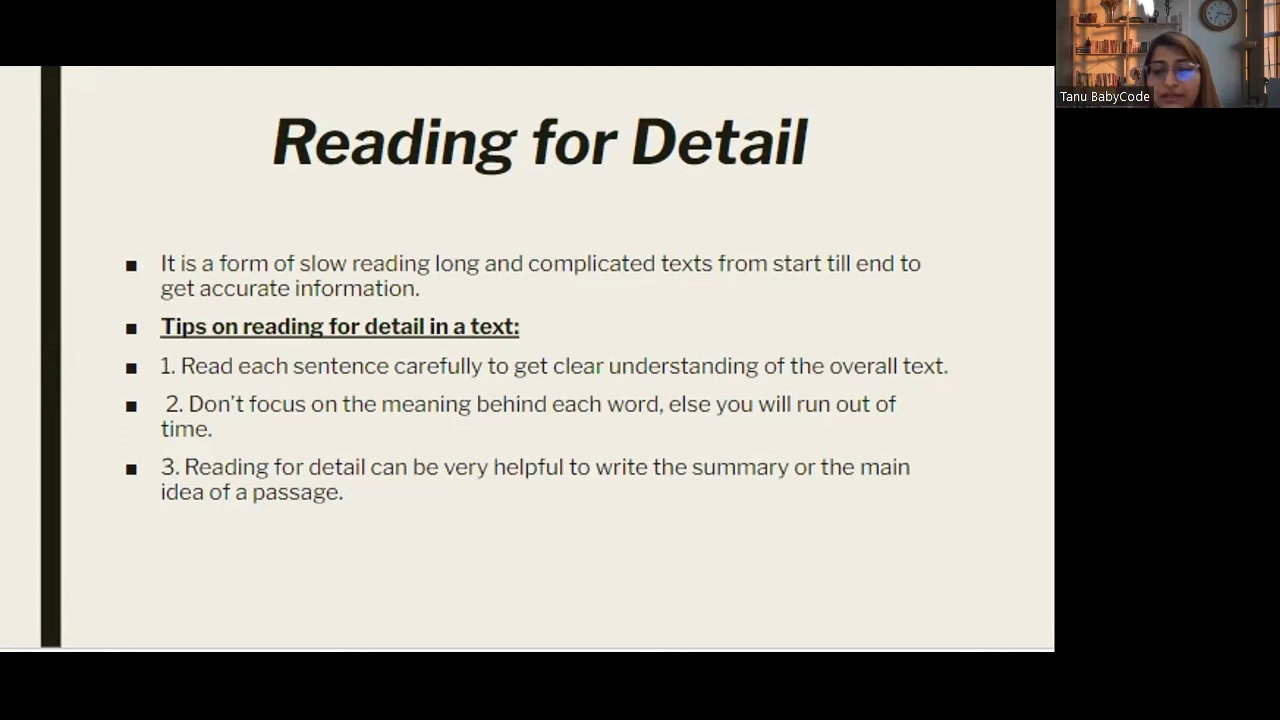 Reading for Detail
It is a form of slow reading long and complicated texts from start till end to
get accurate information.
Tips on reading for detail in a text:
1. Read each sentence carefully to get clear understanding of the overall text.
2. Don't focus on the meaning behind each word, else you will run out of
time.
3. Reading for detail can be very helpful to write the summary or the main
idea of a passage.
Tanu BabyCode